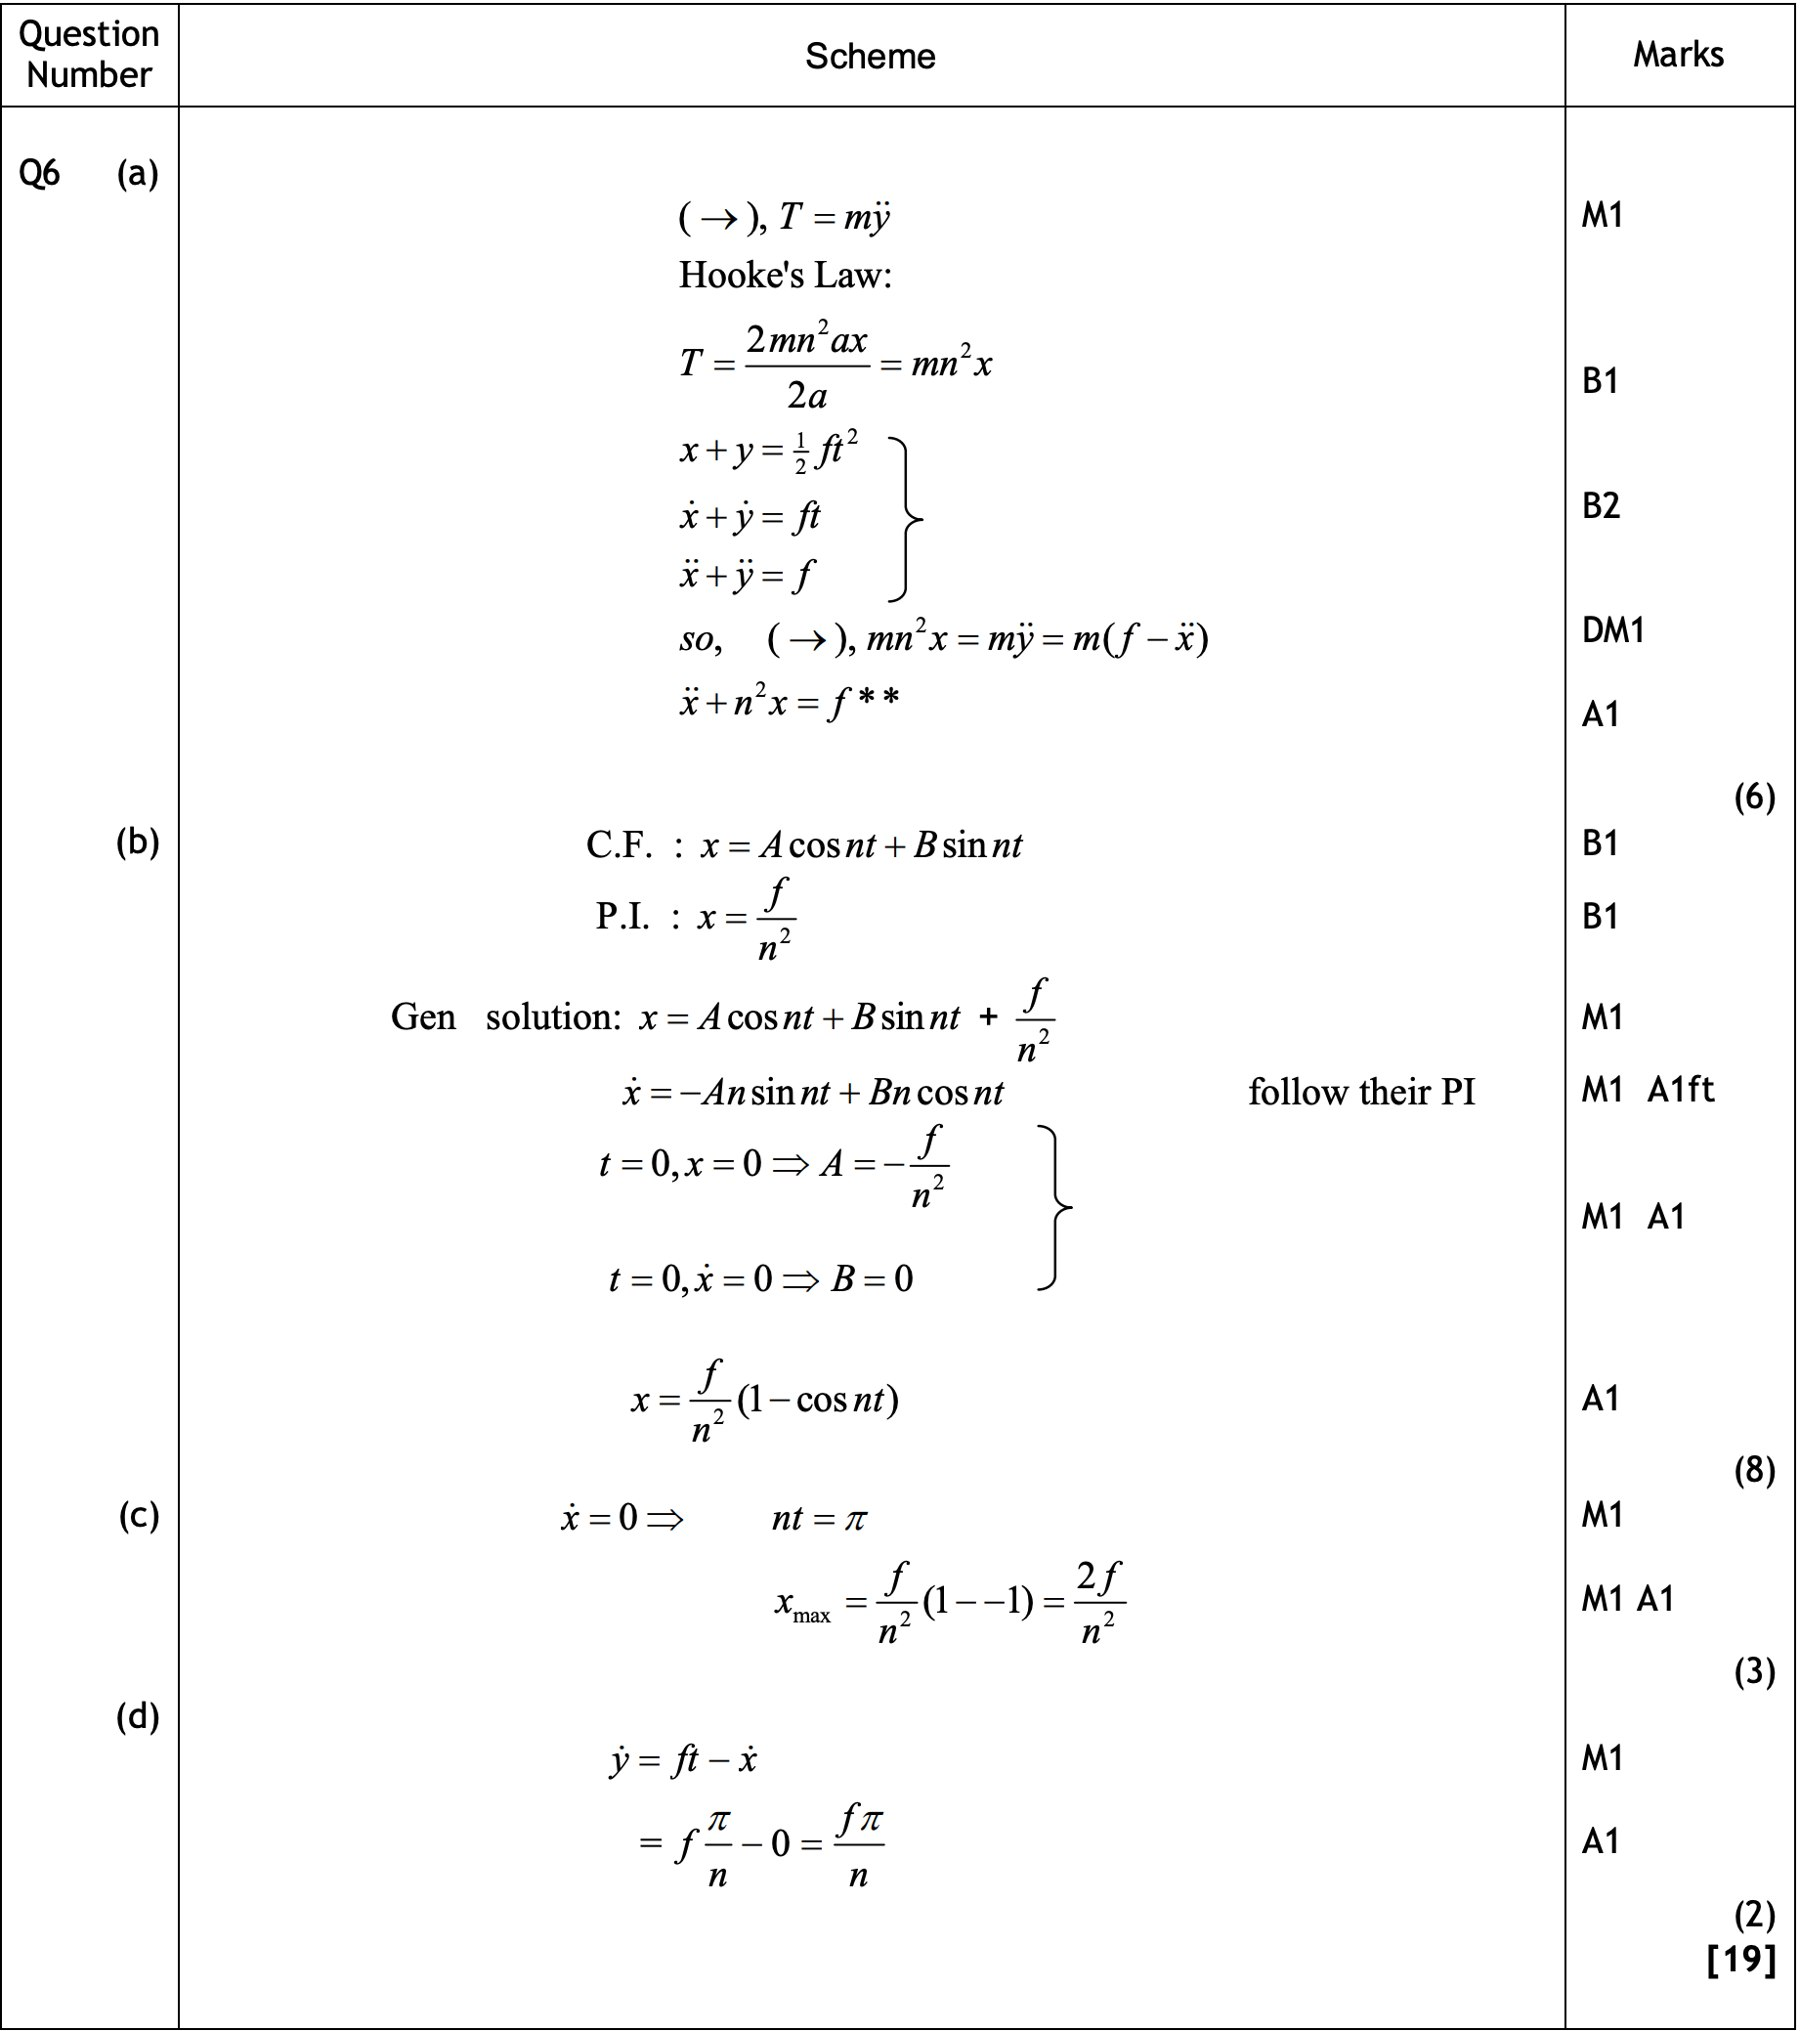 Question Number Scheme Marks
Q6 (a)
(→), T = mÿ M1
Hooke's Law:
T = 2mn²ax / 2a = mn²x B1
x + y = ½ ft²
ẋ + ẏ = ft B2
ẍ + ÿ = f
so, (→), mn²x = mÿ = m(f − ẍ) DM1
ẍ + n²x = f ** A1
(6)
(b) C.F. : x = A cos nt + B sin nt B1
P.I. : x = f / n² B1
Gen solution: x = A cos nt + B sin nt + f / n² M1
ẋ = −An sin nt + Bn cos nt follow their PI M1 A1ft
t = 0, x = 0 ⇒ A = − f / n²
M1 A1
t = 0, ẋ = 0 ⇒ B = 0
x = f / n² (1 − cos nt) A1
(8)
(c) ẋ = 0 ⇒ nt = π M1
xmax = f / n² (1 − −1) = 2f / n² M1 A1
(3)
(d)
ẏ = ft − ẋ M1
= f π / n − 0 = fπ / n A1
(2)
[19]